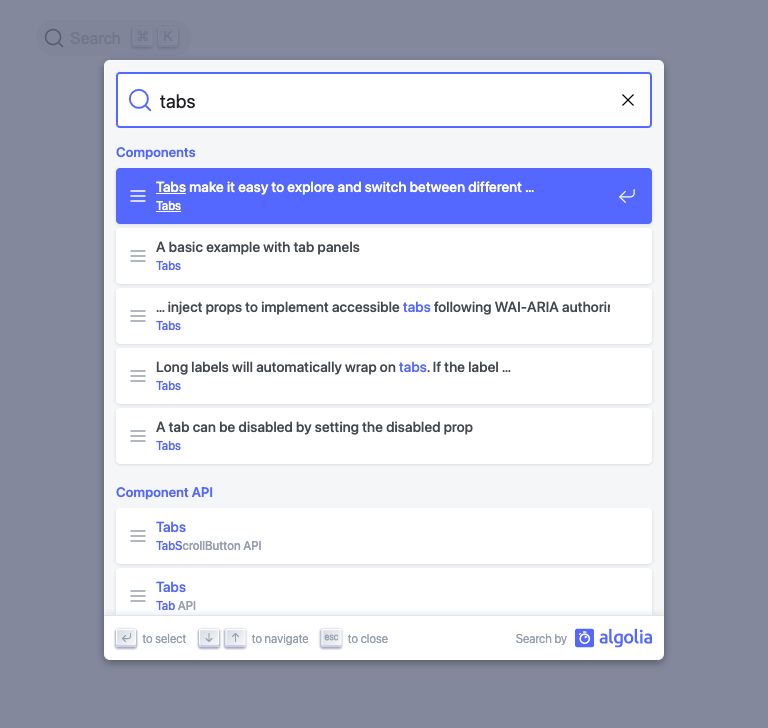 Search ⌘ K
tabs
Components
Tabs make it easy to explore and switch between different ...
Tabs
A basic example with tab panels
Tabs
... inject props to implement accessible tabs following WAI-ARIA authorin
Tabs
Long labels will automatically wrap on tabs. If the label ...
Tabs
A tab can be disabled by setting the disabled prop
Tabs
Component API
Tabs
TabScrollButton API
Tabs
Tab API
to select to navigate esc to close Search by algolia